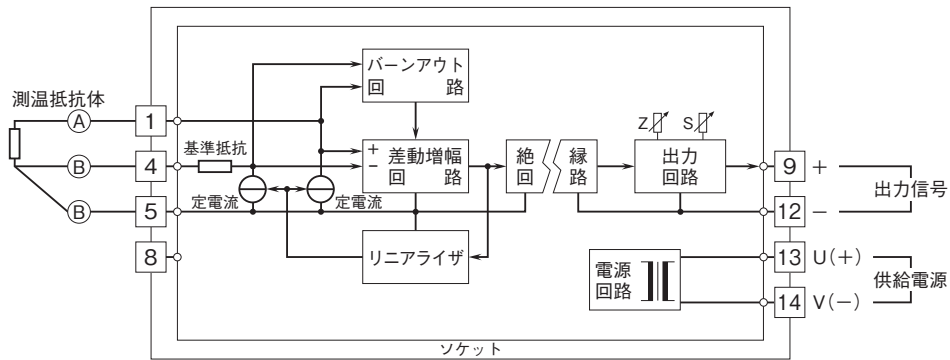 測温抵抗体
A
B
B
1
4
5
8
基準抵抗
定電流
定電流
バーンアウト
回 路
+
−
差動増幅
回 路
リニアライザ
絶 縁
回 路
Z
S
出力
回路
電源
回路
9
12
13
14
+
−
U(+)
V(−)
出力信号
供給電源
ソケット